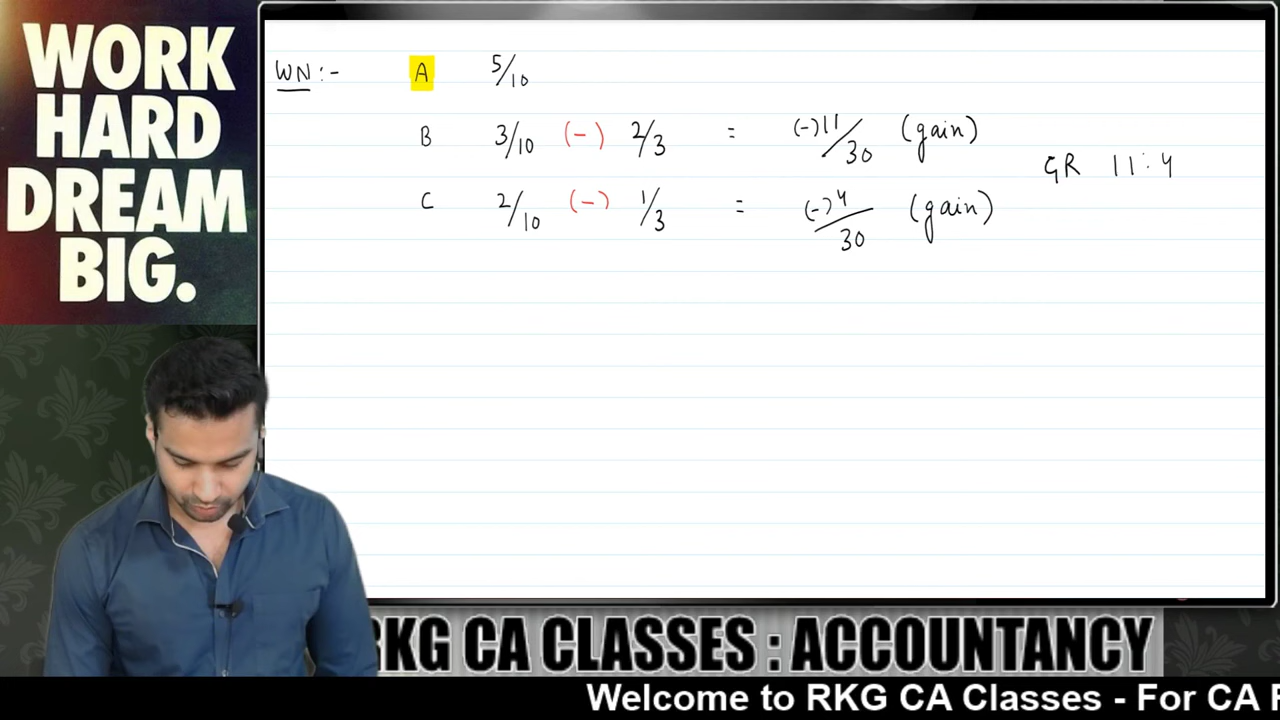 WORK
HARD
DREAM
BIG.
WN:- A 5/10
B 3/10 (-) 2/3 = (-)11/30 (gain)
GR 11:4
C 2/10 (-) 1/3 = (-)4/30 (gain)
RKG CA CLASSES : ACCOUNTANCY
Welcome to RKG CA Classes - For CA F